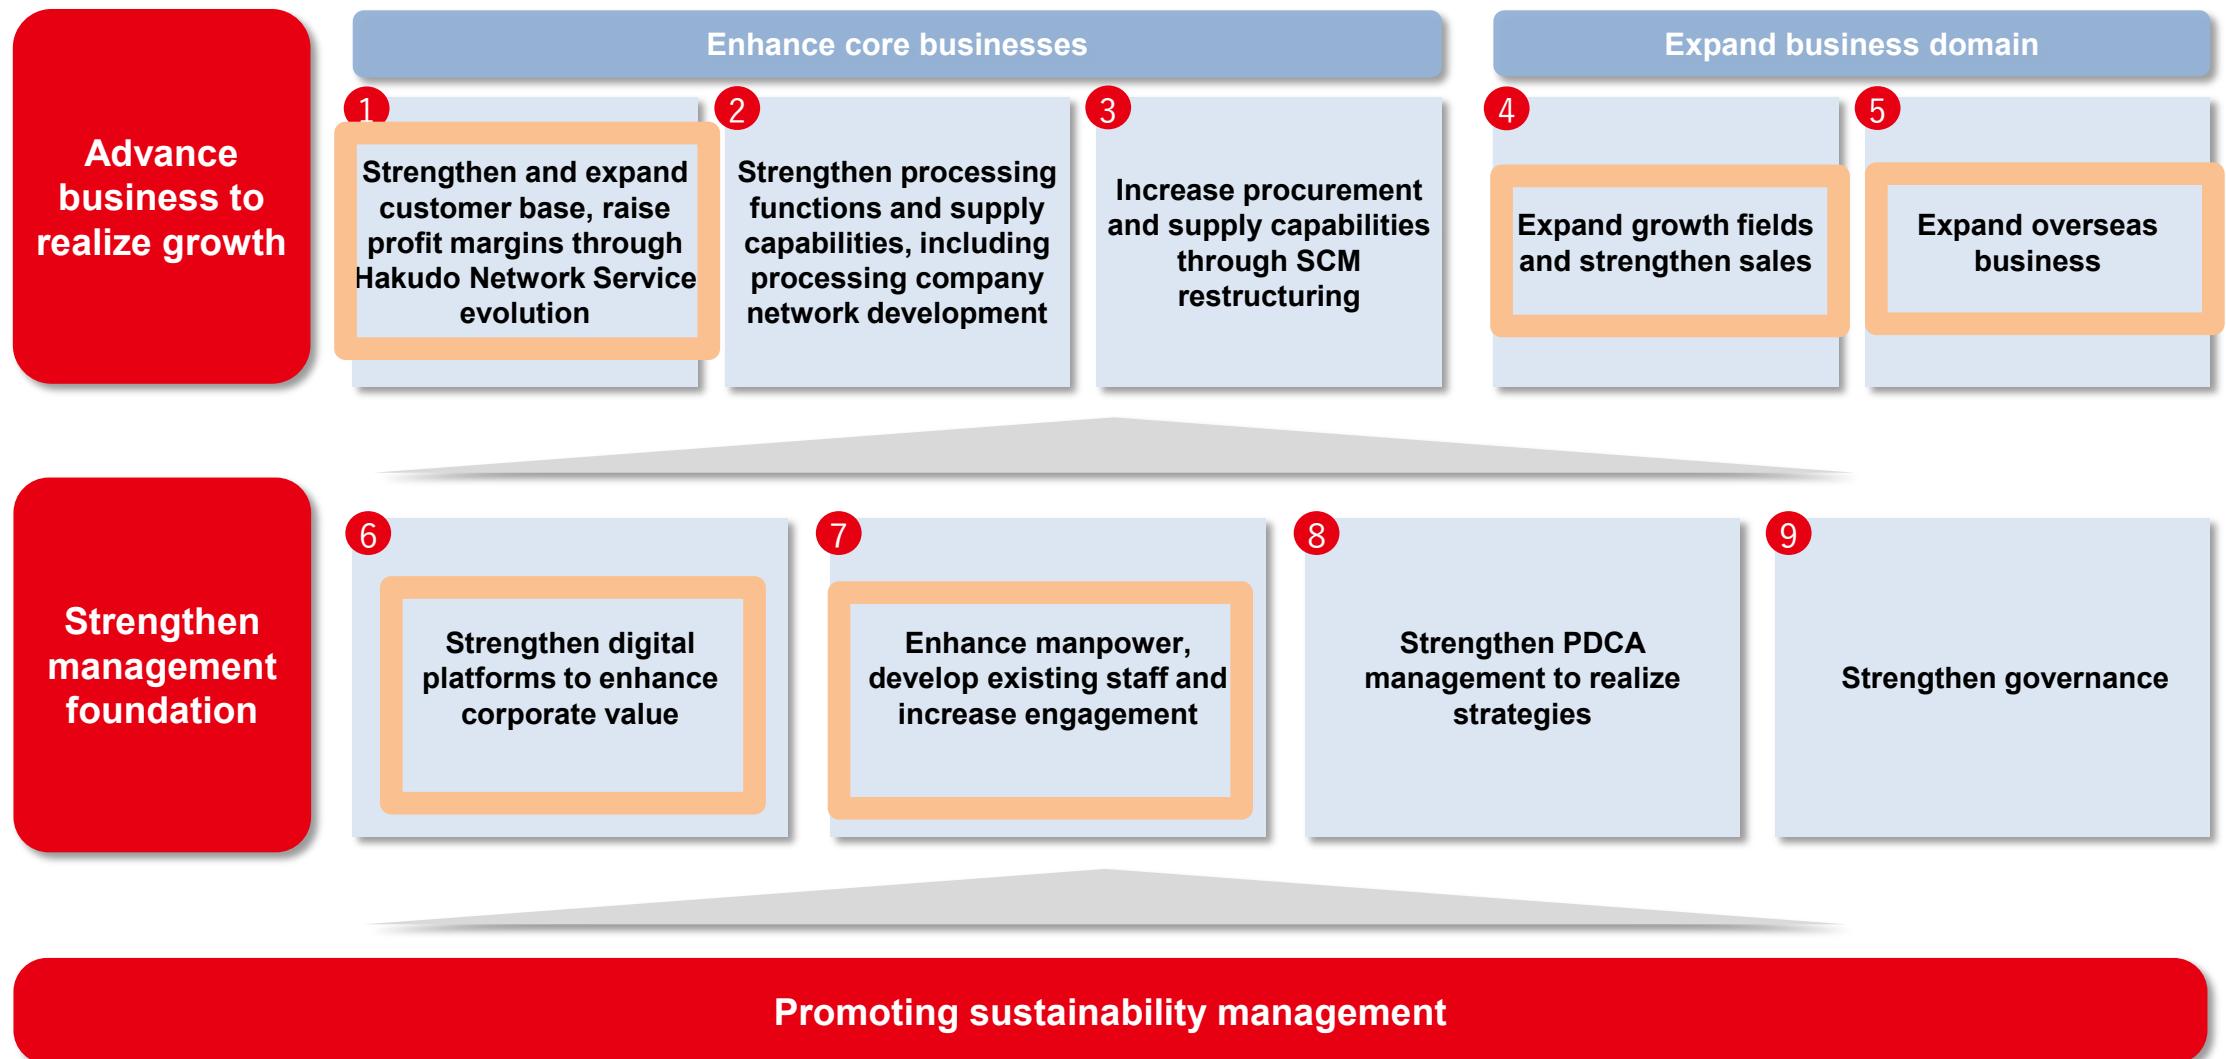 Advance
business to
realize growth
Enhance core businesses
Expand business domain
1
Strengthen and expand
customer base, raise
profit margins through
Hakudo Network Service
evolution
2
Strengthen processing
functions and supply
capabilities, including
processing company
network development
3
Increase procurement
and supply capabilities
through SCM
restructuring
4
Expand growth fields
and strengthen sales
5
Expand overseas
business
Strengthen
management
foundation
6
Strengthen digital
platforms to enhance
corporate value
7
Enhance manpower,
develop existing staff and
increase engagement
8
Strengthen PDCA
management to realize
strategies
9
Strengthen governance
Promoting sustainability management